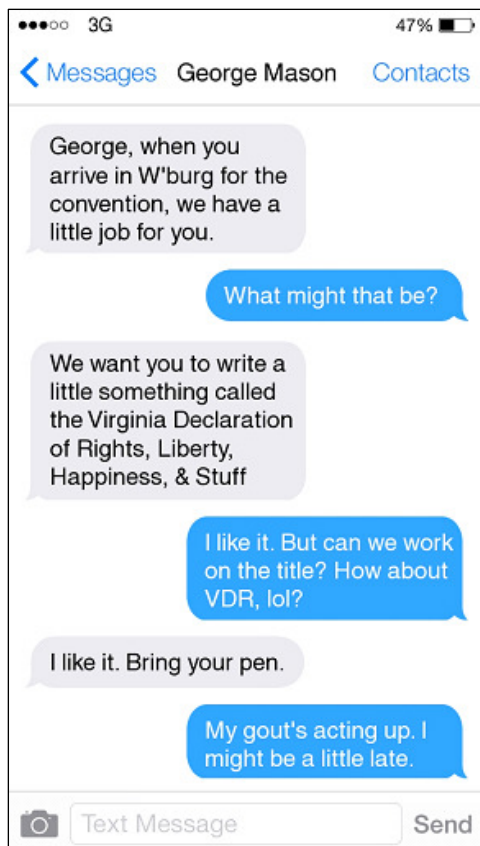 3G 47%
Messages George Mason Contacts
George, when you
arrive in W'burg for the
convention, we have a
little job for you.
What might that be?
We want you to write a
little something called
the Virginia Declaration
of Rights, Liberty,
Happiness, & Stuff
I like it. But can we work
on the title? How about
VDR, lol?
I like it. Bring your pen.
My gout's acting up. I
might be a little late.
Text Message Send